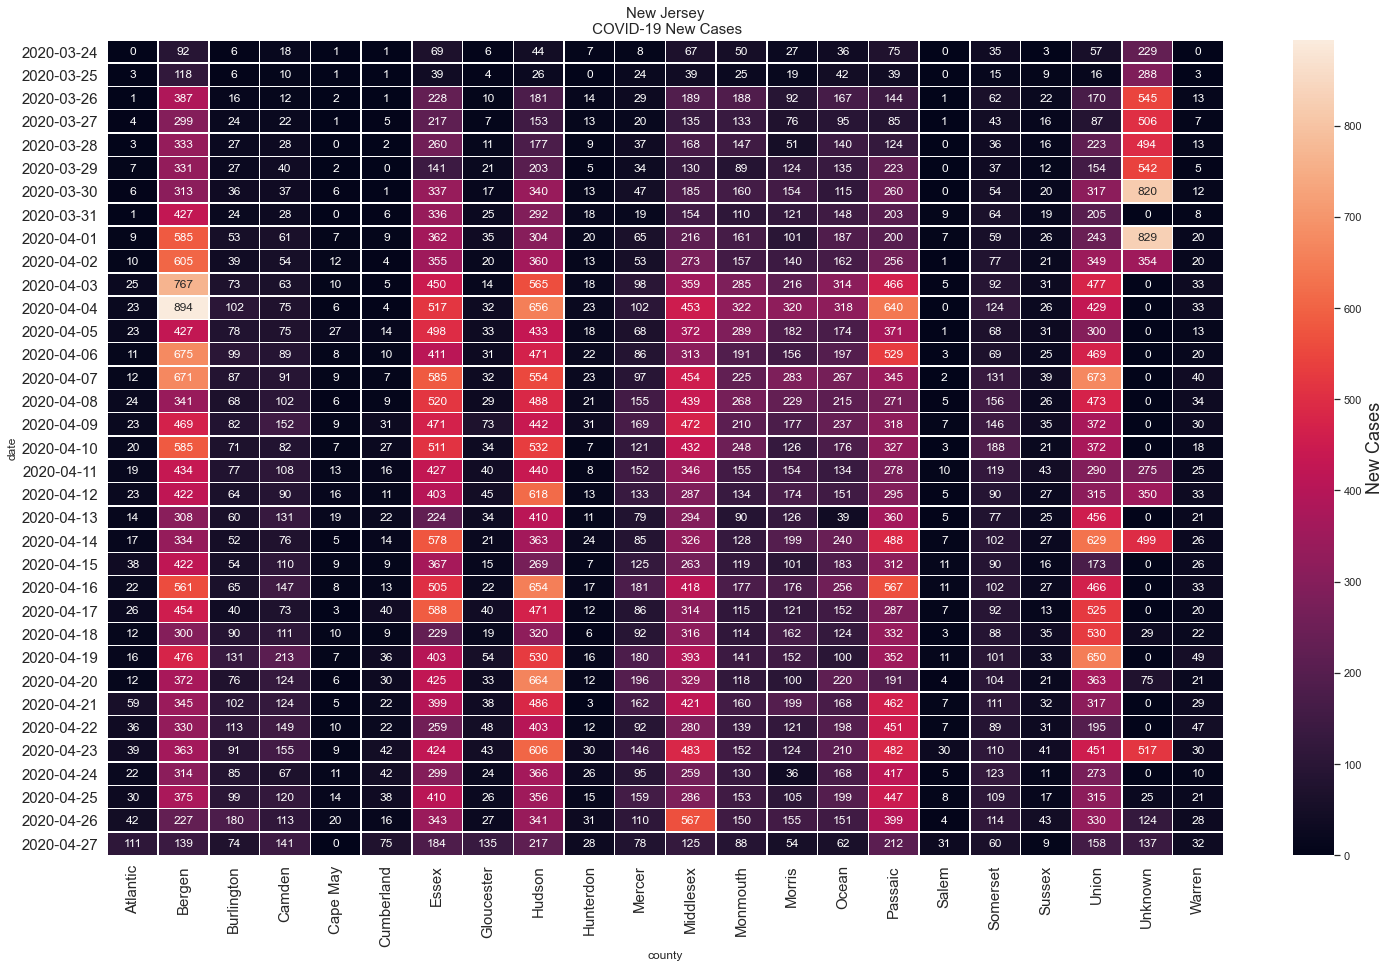 New Jersey
COVID-19 New Cases
2020-03-24 0 92 6 18 1 1 69 6 44 7 8 67 50 27 36 75 0 35 3 57 229 0
2020-03-25 3 118 6 10 1 1 39 4 26 0 24 39 25 19 42 39 0 15 9 16 288 3
2020-03-26 1 387 16 12 2 1 228 10 181 14 29 189 188 92 167 144 1 62 22 170 545 13
2020-03-27 4 299 24 22 1 5 217 7 153 13 20 135 133 76 95 85 1 43 16 87 506 7
2020-03-28 3 333 27 28 0 2 260 11 177 9 37 168 147 51 140 124 0 36 16 223 494 13
2020-03-29 7 331 27 40 2 0 141 21 203 5 34 130 89 124 135 223 0 37 12 154 542 5
2020-03-30 6 313 36 37 6 1 337 17 340 13 47 185 160 154 115 260 0 54 20 317 820 12
2020-03-31 1 427 24 28 0 6 336 25 292 18 19 154 110 121 148 203 9 64 19 205 0 8
2020-04-01 9 585 53 61 7 9 362 35 304 20 65 216 161 101 187 200 7 59 26 243 829 20
2020-04-02 10 605 39 54 12 4 355 20 360 13 53 273 157 140 162 256 1 77 21 349 354 20
2020-04-03 25 767 73 63 10 5 450 14 565 18 98 359 285 216 314 466 5 92 31 477 0 33
2020-04-04 23 894 102 75 6 4 517 32 656 23 102 453 322 320 318 640 0 124 26 429 0 33
2020-04-05 23 427 78 75 27 14 498 33 433 18 68 372 289 182 174 371 1 68 31 300 0 13
2020-04-06 11 675 99 89 8 10 411 31 471 22 86 313 191 156 197 529 3 69 25 469 0 20
2020-04-07 12 671 87 91 9 7 585 32 554 23 97 454 225 283 267 345 2 131 39 673 0 40
2020-04-08 24 341 68 102 6 9 520 29 488 21 155 439 268 229 215 271 5 156 26 473 0 34
2020-04-09 23 469 82 152 9 31 471 73 442 31 169 472 210 177 237 318 7 146 35 372 0 30
2020-04-10 20 585 71 82 7 27 511 34 532 7 121 432 248 126 176 327 3 188 21 372 0 18
2020-04-11 19 434 77 108 13 16 427 40 440 8 152 346 155 154 134 278 10 119 43 290 275 25
2020-04-12 23 422 64 90 16 11 403 45 618 13 133 287 134 174 151 295 5 90 27 315 350 33
2020-04-13 14 308 60 131 19 22 224 34 410 11 79 294 90 126 39 360 5 77 25 456 0 21
2020-04-14 17 334 52 76 5 14 578 21 363 24 85 326 128 199 240 488 7 102 27 629 499 26
2020-04-15 38 422 54 110 9 9 367 15 269 7 125 263 119 101 183 312 11 90 16 173 0 26
2020-04-16 22 561 65 147 8 13 505 22 654 17 181 418 177 176 256 567 11 102 27 466 0 33
2020-04-17 26 454 40 73 3 40 588 40 471 12 86 314 115 121 152 287 7 92 13 525 0 20
2020-04-18 12 300 90 111 10 9 229 19 320 6 92 316 114 162 124 332 3 88 35 530 29 22
2020-04-19 16 476 131 213 7 36 403 54 530 16 180 393 141 152 100 352 11 101 33 650 0 49
2020-04-20 12 372 76 124 6 30 425 33 664 12 196 329 118 100 220 191 4 104 21 363 75 21
2020-04-21 59 345 102 124 5 22 399 38 486 3 162 421 160 199 168 462 7 111 32 317 0 29
2020-04-22 36 330 113 149 10 22 259 48 403 12 92 280 139 121 198 451 7 89 31 195 0 47
2020-04-23 39 363 91 155 9 42 424 43 606 30 146 483 152 124 210 482 30 110 41 451 517 30
2020-04-24 22 314 85 67 11 42 299 24 366 26 95 259 130 36 168 417 5 123 11 273 0 10
2020-04-25 30 375 99 120 14 38 410 26 356 15 159 286 153 105 199 447 8 109 17 315 25 21
2020-04-26 42 227 180 113 20 16 343 27 341 31 110 567 150 155 151 399 4 114 43 330 124 28
2020-04-27 111 139 74 141 0 75 184 135 217 28 78 125 88 54 62 212 31 60 9 158 137 32
date
Atlantic Bergen Burlington Camden Cape May Cumberland Essex Gloucester Hudson Hunterdon Mercer Middlesex Monmouth Morris Ocean Passaic Salem Somerset Sussex Union Unknown Warren
county
800
700
600
500
400
300
200
100
0
New Cases